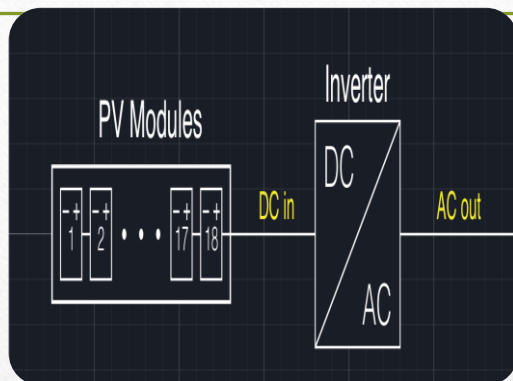 Inverter
PV Modules
DC
DC in
AC out
- + - + - + - +
1 2 ... 17 18
AC